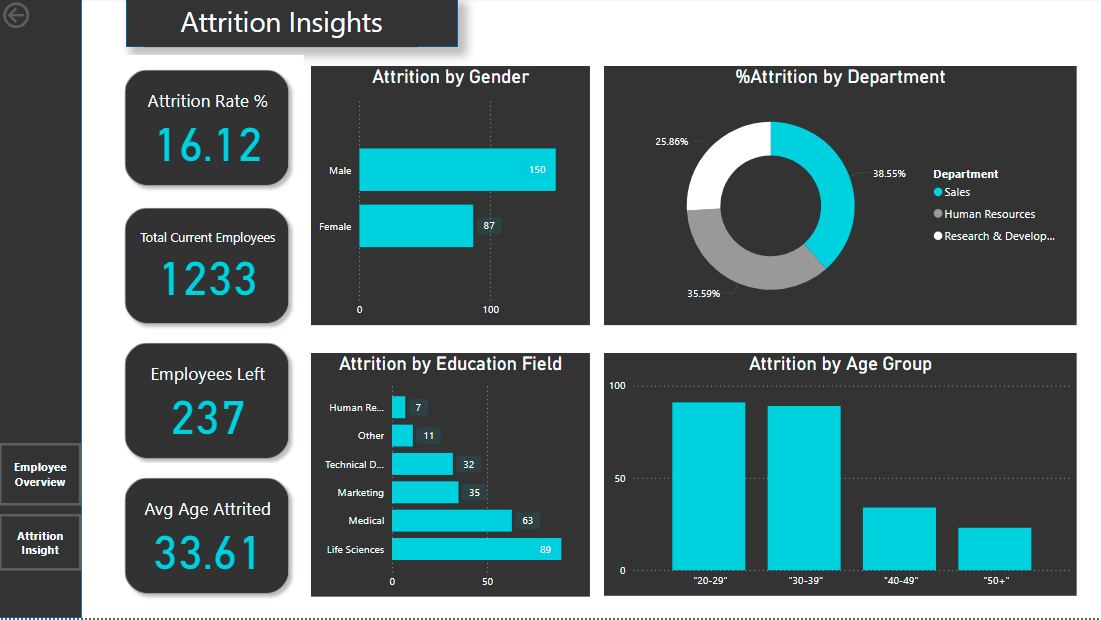 Attrition Insights
Attrition Rate %
16.12
Total Current Employees
1233
Employees Left
237
Avg Age Attrited
33.61
Employee
Overview
Attrition
Insight
Attrition by Gender
Male
150
Female
87
0
100
%Attrition by Department
25.86%
38.55%
35.59%
Department
Sales
Human Resources
Research & Develop...
Attrition by Education Field
Human Re...
7
Other
11
Technical D...
32
Marketing
35
Medical
63
Life Sciences
89
0
50
Attrition by Age Group
100
50
0
"20-29"
"30-39"
"40-49"
"50+"